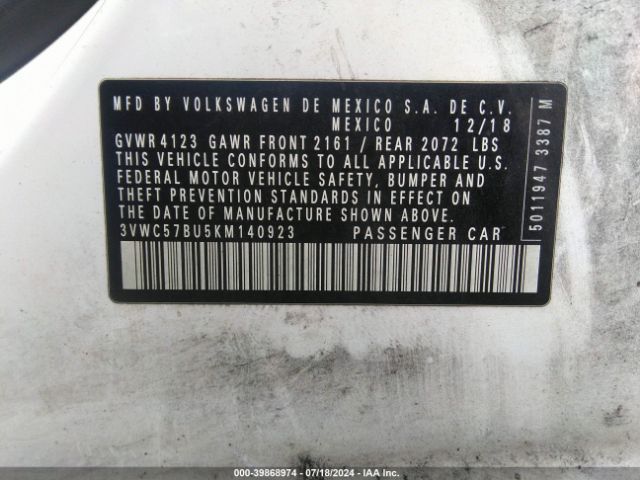 MFD BY VOLKSWAGEN DE MEXICO S.A. DE C.V.
MEXICO 12/18
GVWR 4123 GAWR FRONT 2161 / REAR 2072 LBS
THIS VEHICLE CONFORMS TO ALL APPLICABLE U.S.
FEDERAL MOTOR VEHICLE SAFETY, BUMPER AND
THEFT PREVENTION STANDARDS IN EFFECT ON
THE DATE OF MANUFACTURE SHOWN ABOVE.
3VWC57BU5KM140923 PASSENGER CAR
5011947 3387 M
000-39868974 - 07/18/2024 - IAA Inc.